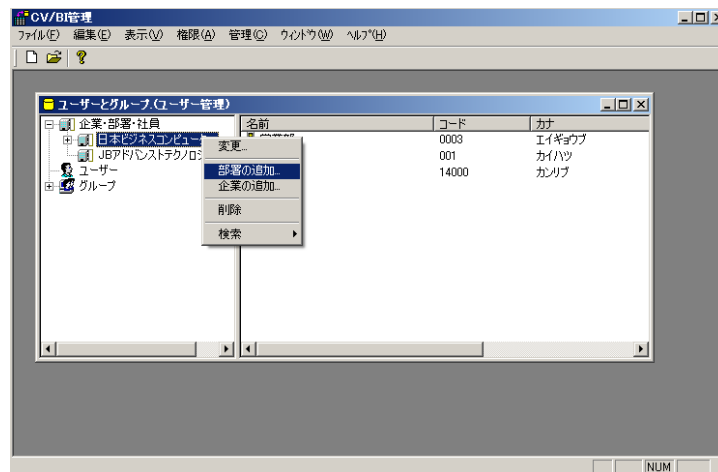 CV/BI管理
ファイル(F) 編集(E) 表示(V) 権限(A) 管理(C) ウィンドウ(W) ヘルプ(H)
ユーザーとグループ.(ユーザー管理)
企業・部署・社員
日本ビジネスコンピュー
JBアドバンストテクノロジ
ユーザー
グループ
名前 コード カナ
0003 エイギョウブ
001 カイハツ
14000 カンリブ
変更...
部署の追加...
企業の追加...
削除
検索
NUM